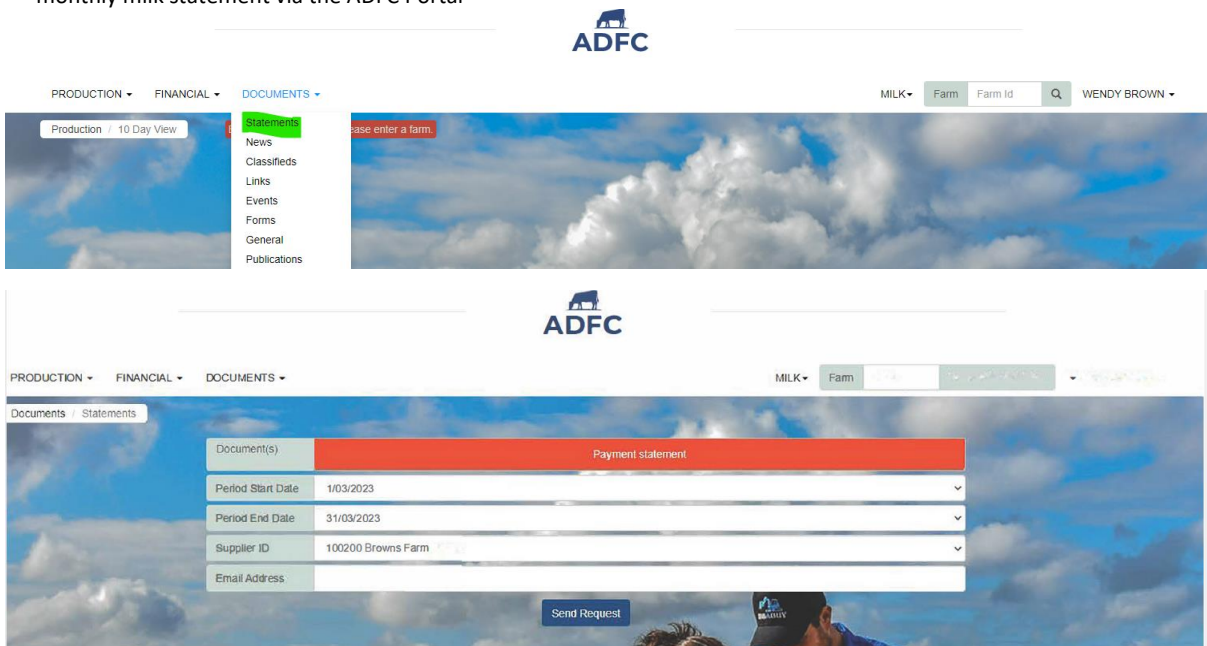 monthly milk statement via the ADFC Portal
ADFC
PRODUCTION FINANCIAL DOCUMENTS MILK Farm Farm Id WENDY BROWN
Production / 10 Day View Statements ease enter a farm.
News
Classifieds
Links
Events
Forms
General
Publications
ADFC
PRODUCTION FINANCIAL DOCUMENTS MILK Farm
Documents / Statements
Document(s) Payment statement
Period Start Date 1/03/2023
Period End Date 31/03/2023
Supplier ID 100200 Browns Farm
Email Address
Send Request